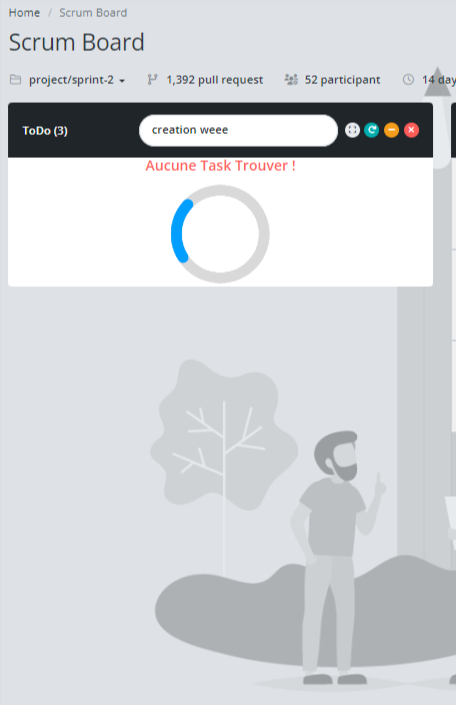 Home / Scrum Board
Scrum Board
project/sprint-2 1,392 pull request 52 participant 14 day
ToDo (3) creation weee
Aucune Task Trouver !